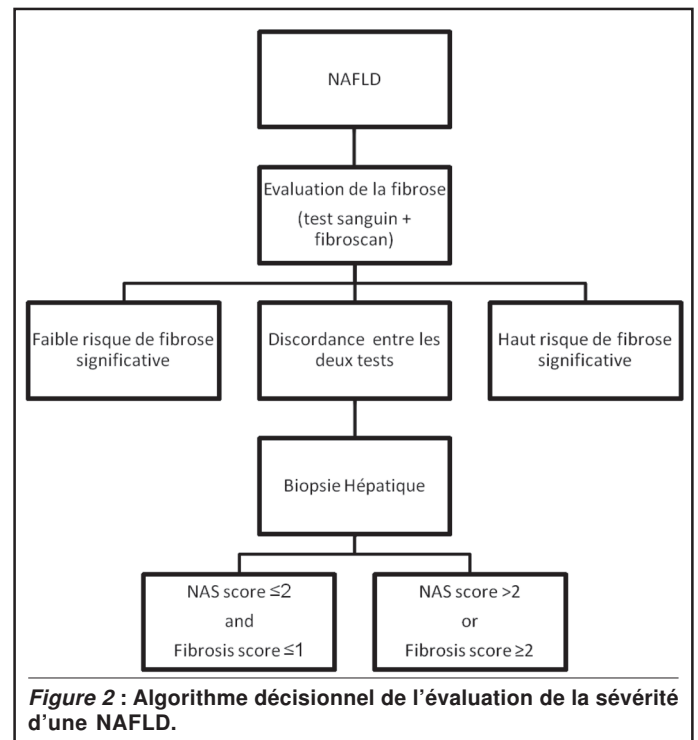 NAFLD
Evaluation de la fibrose
(test sanguin +
fibroscan)
Faible risque de fibrose
significative
Discordance entre les
deux tests
Haut risque de fibrose
significative
Biopsie Hépatique
NAS score ≤2
and
Fibrosis score ≤1
NAS score >2
or
Fibrosis score ≥2
Figure 2 : Algorithme décisionnel de l'évaluation de la sévérité
d'une NAFLD.